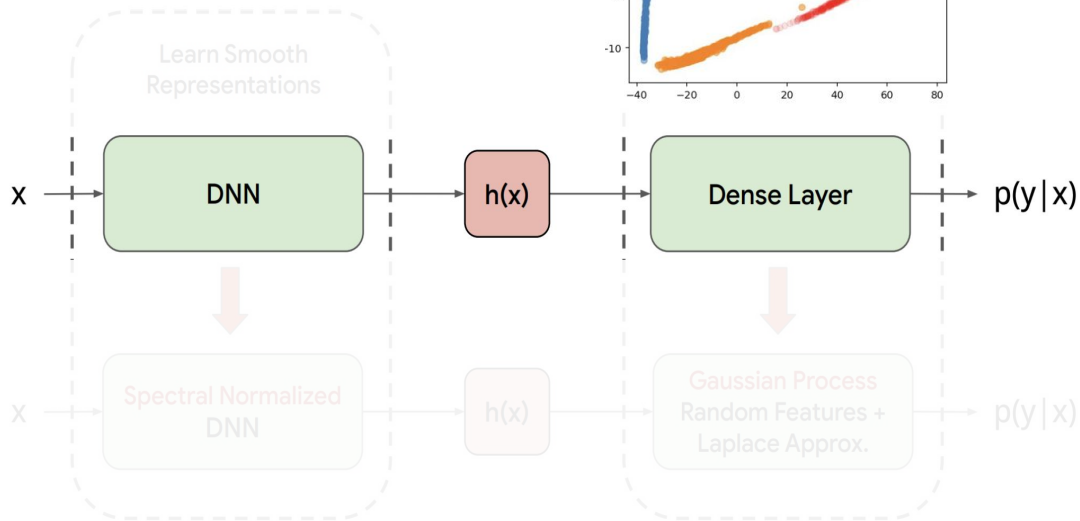 Learn Smooth
Representations
-10
−40 −20 0 20 40 60 80
x
DNN
h(x)
Dense Layer
p(y|x)
x
Spectral Normalized
DNN
h(x)
Gaussian Process
Random Features +
Laplace Approx.
p(y|x)